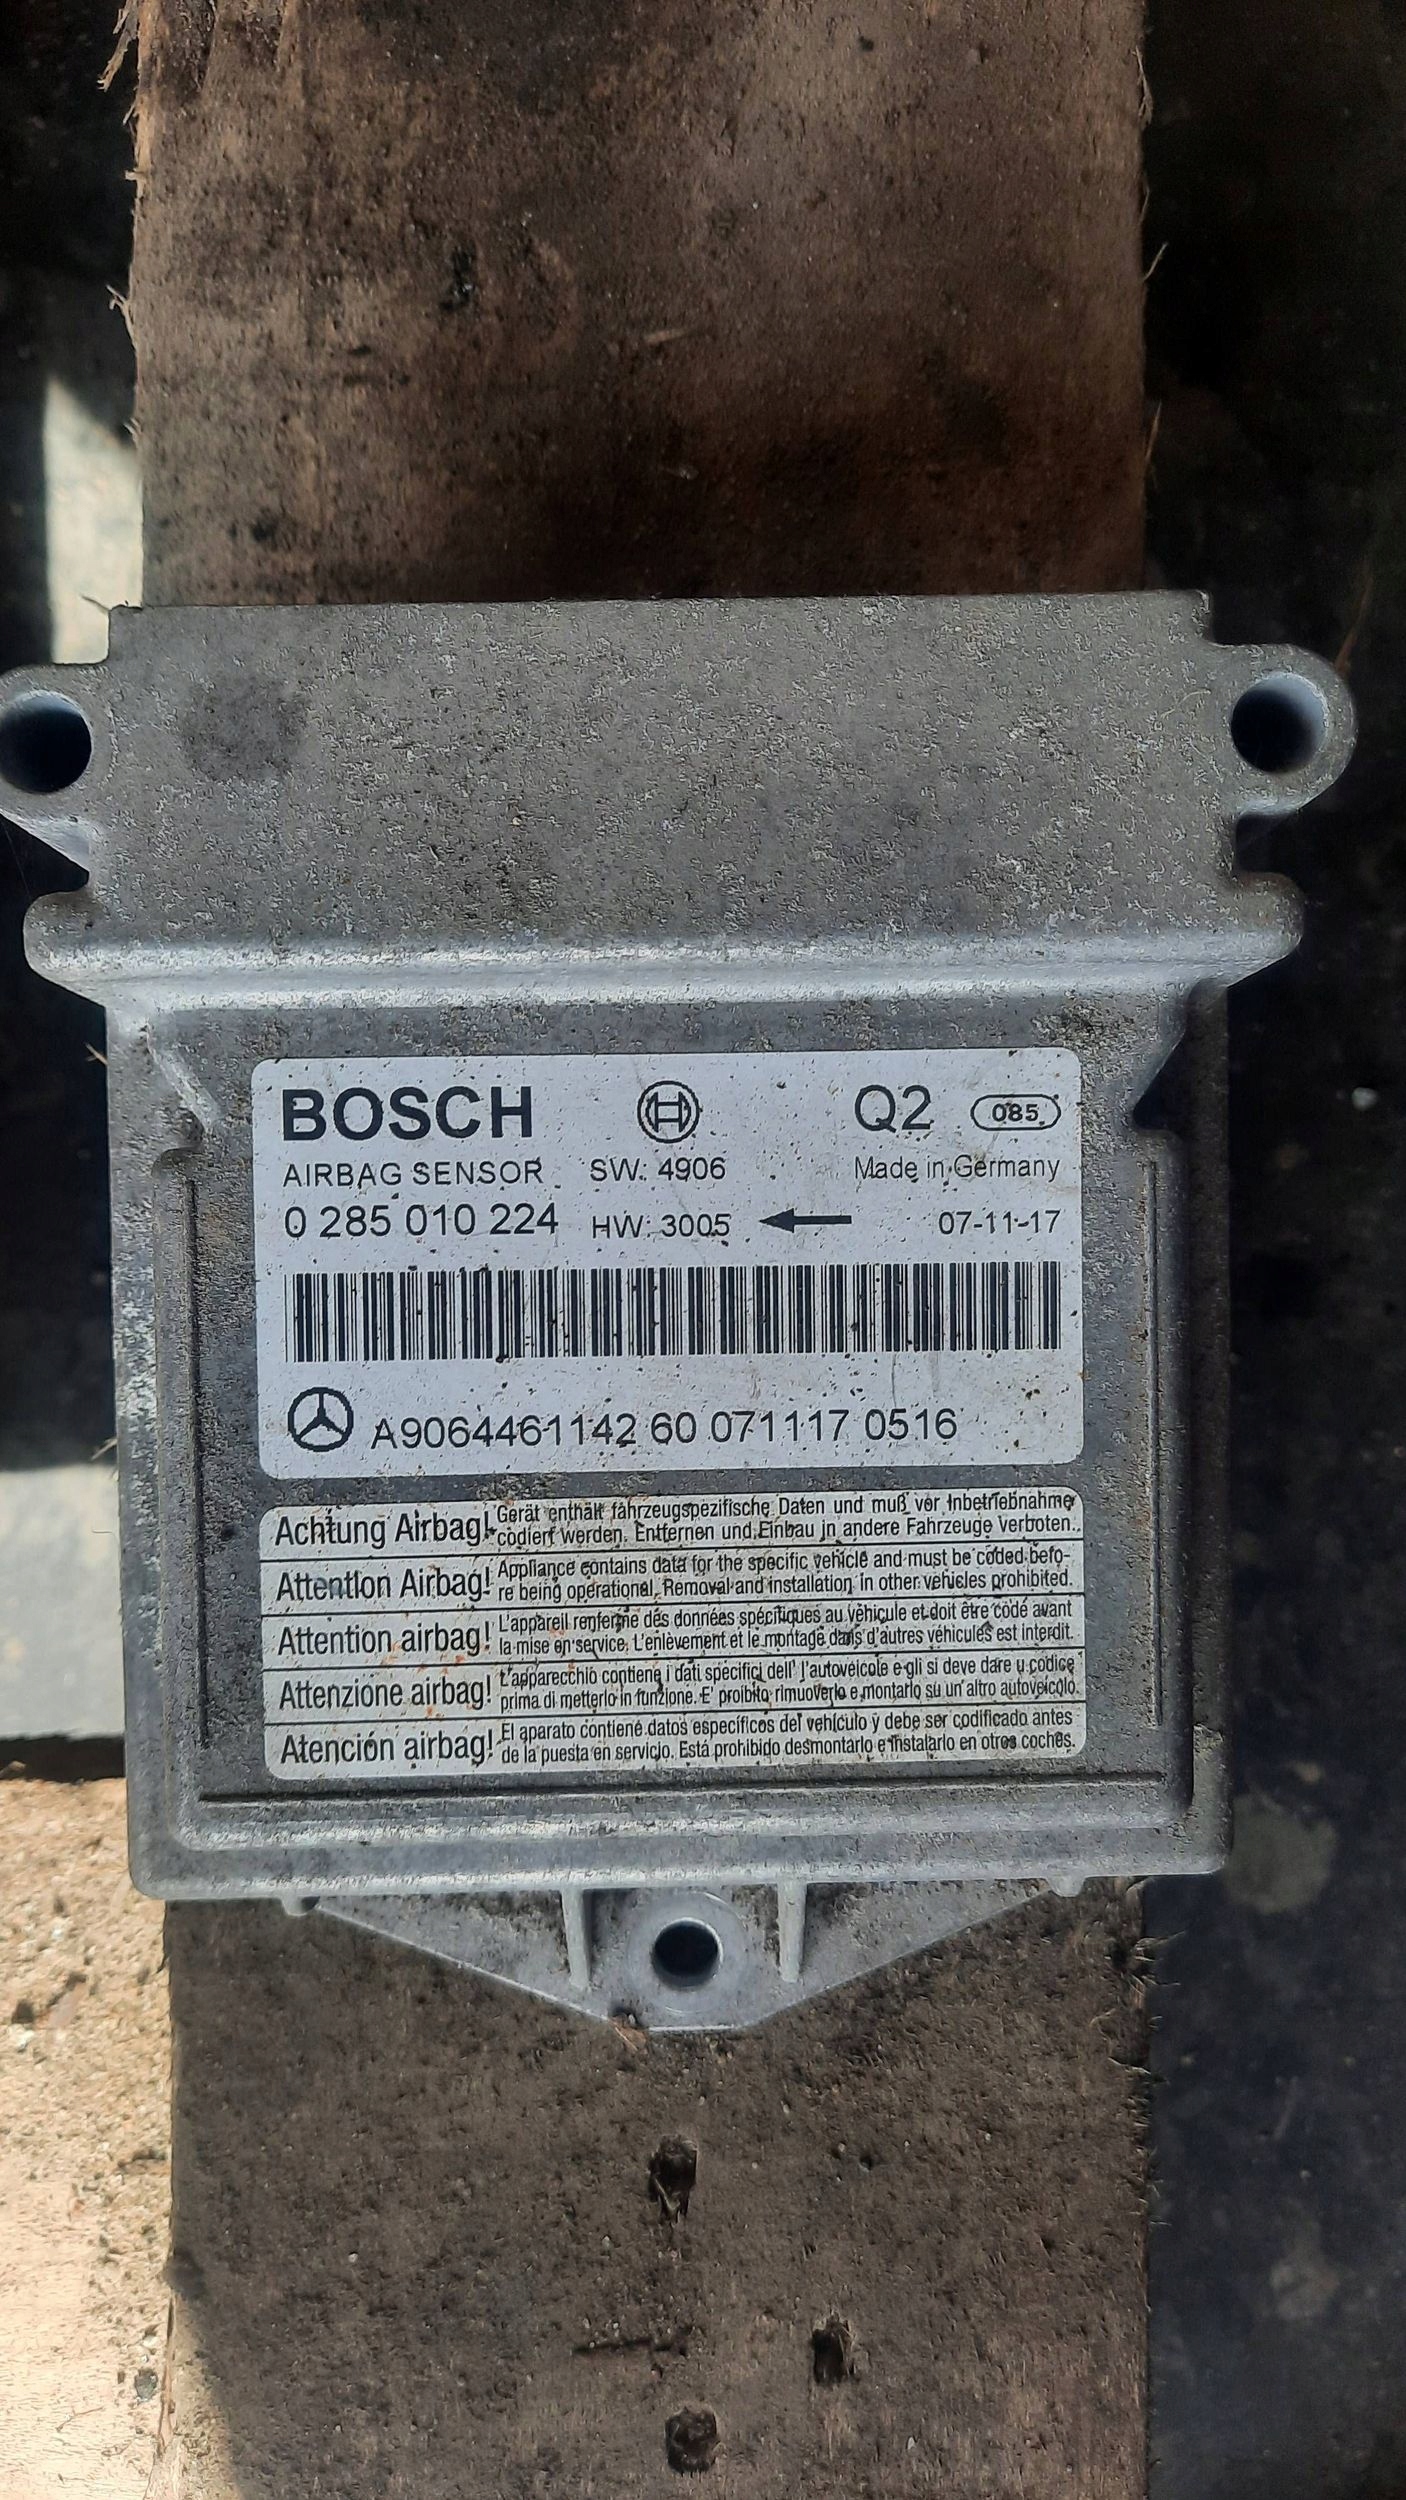 BOSCH Q2 085
AIRBAG SENSOR SW: 4906 Made in Germany
0 285 010 224 HW: 3005 07-11-17
A9064461142 60 071117 0516
Achtung Airbag! Gerät enthält fahrzeugspezifische Daten und muß vor Inbetriebnahme
codiert werden. Entfernen und Einbau in andere Fahrzeuge Verboten.
Attention Airbag! Appliance contains data for the specific vehicle and must be coded befo-
re being operational. Removal and installation in other vehicles prohibited.
Attention airbag! L'appareil renferme dés données spécifiques au véhicule et doit être codé avant
la mise en service. L'enlèvement et le montage dans d'autres véhicules est interdit.
Attenzione airbag! L'apparecchio contiene i dati specifici dell' l'autoveicole e gli si deve dare u codice
prima di metterlo in funzione. E' proibito rimuoverlo e montarlo su un'altro autoveicolo.
Atención airbag! El aparato contiene datos específicos del vehículo y debe ser codificado antes
de la puesta en servicio. Está prohibido desmontarlo e instalarlo en otros coches.